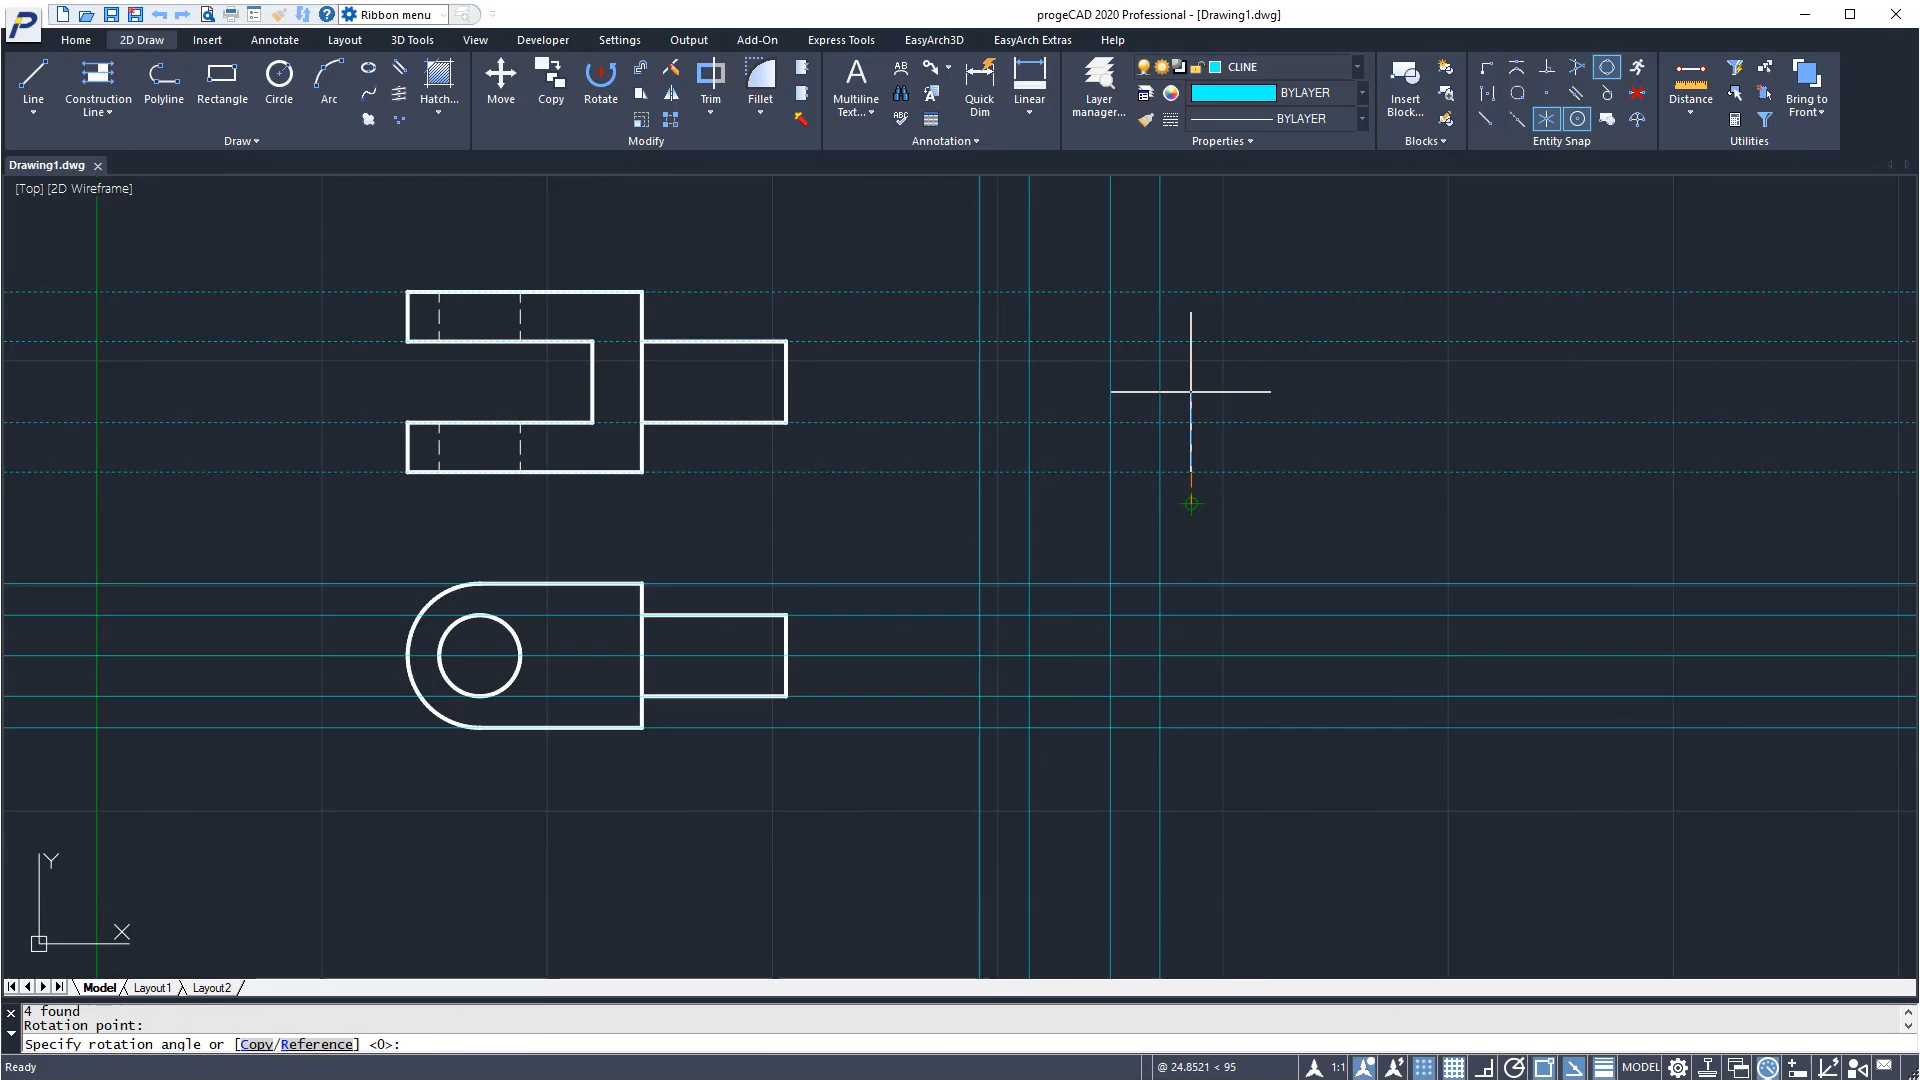 Ribbon menu
progeCAD 2020 Professional - [Drawing1.dwg]
Home 2D Draw Insert Annotate Layout 3D Tools View Developer Settings Output Add-On Express Tools EasyArch3D EasyArch Extras Help
Line Construction Line Polyline Rectangle Circle Arc Hatch...
Move Copy Rotate Trim Fillet
Multiline Text... Quick Dim Linear
Layer manager... CLINE
BYLAYER
BYLAYER
Insert Block... Distance Bring to Front
Draw Modify Annotation Properties Blocks Entity Snap Utilities
Drawing1.dwg
[Top] [2D Wireframe]
Y
X
Model Layout1 Layout2
4 found
Rotation point:
Specify rotation angle or [Copy/Reference] <0>:
Ready @ 24.8521 < 95 1:1 MODEL